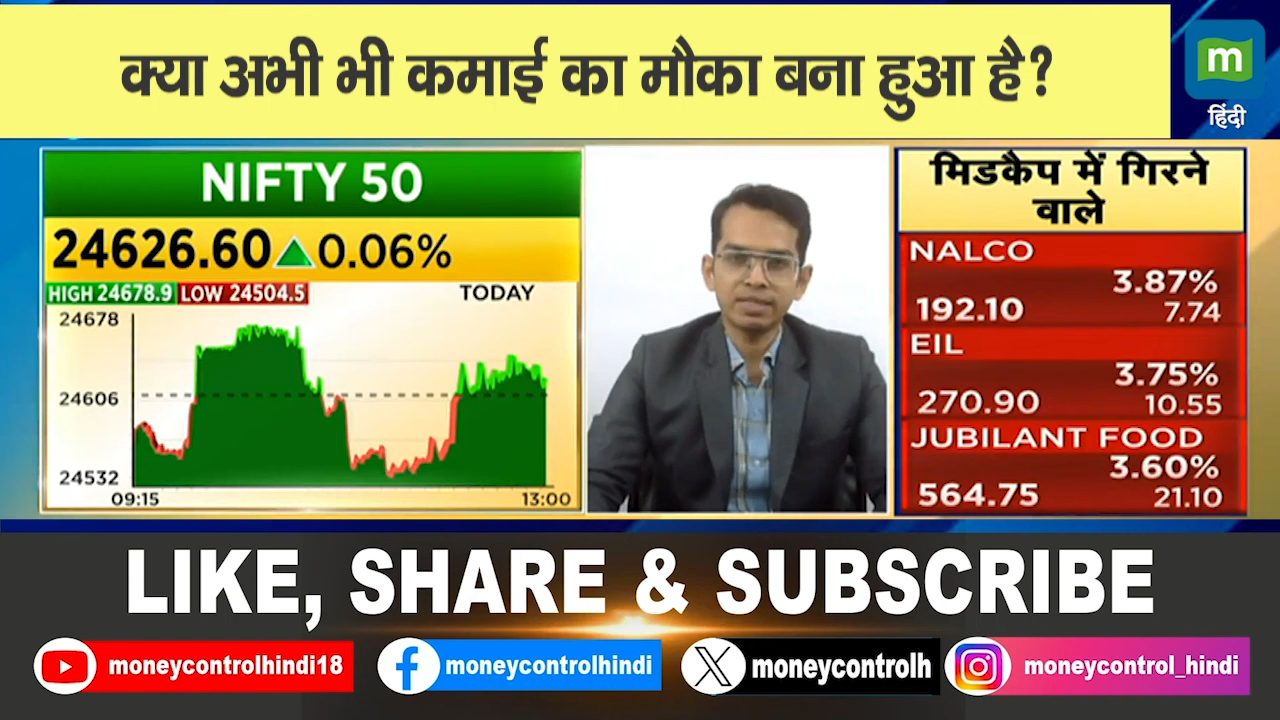 क्या अभी भी कमाई का मौका बना हुआ है?
m
हिंदी
NIFTY 50
24626.60 ▲ 0.06%
HIGH 24678.9 LOW 24504.5 TODAY
24678
24606
24532
09:15 13:00
मिडकैप में गिरने
वाले
NALCO
3.87%
192.10 7.74
EIL
3.75%
270.90 10.55
JUBILANT FOOD
3.60%
564.75 21.10
LIKE, SHARE & SUBSCRIBE
moneycontrolhindi18 moneycontrolhindi moneycontrolh moneycontrol_hindi